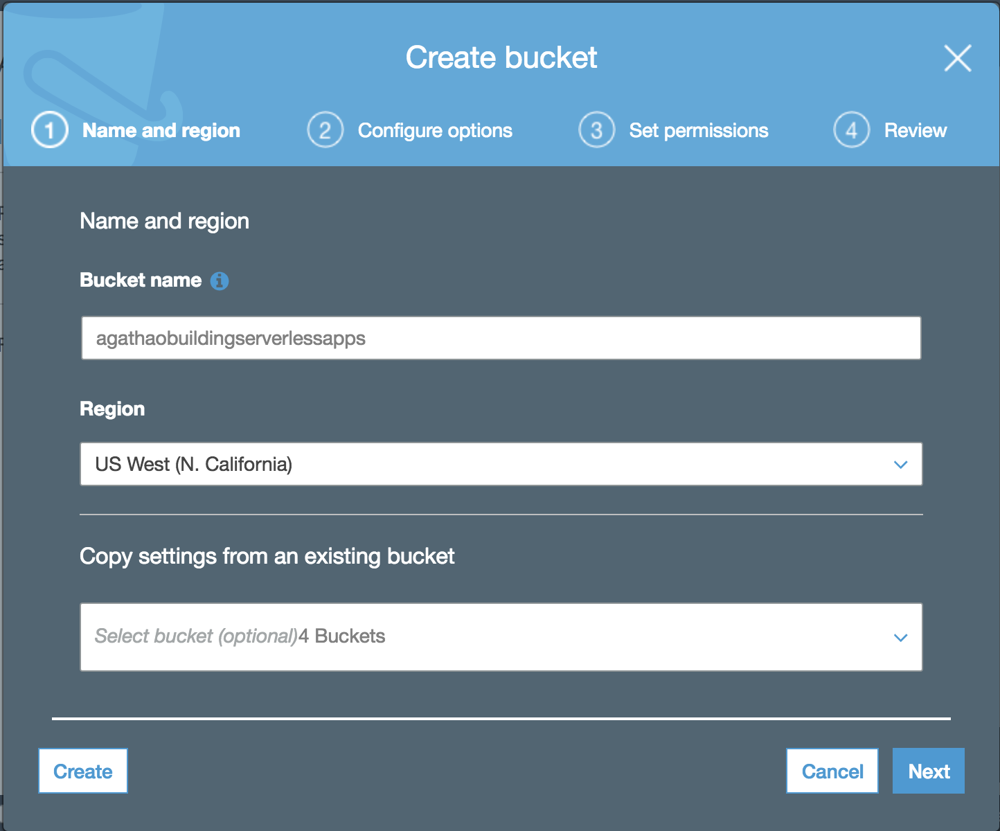 Create bucket
1 Name and region
2 Configure options
3 Set permissions
4 Review
Name and region
Bucket name
agathaobuildingserverlessapps
Region
US West (N. California)
Copy settings from an existing bucket
Select bucket (optional)4 Buckets
Create
Cancel
Next